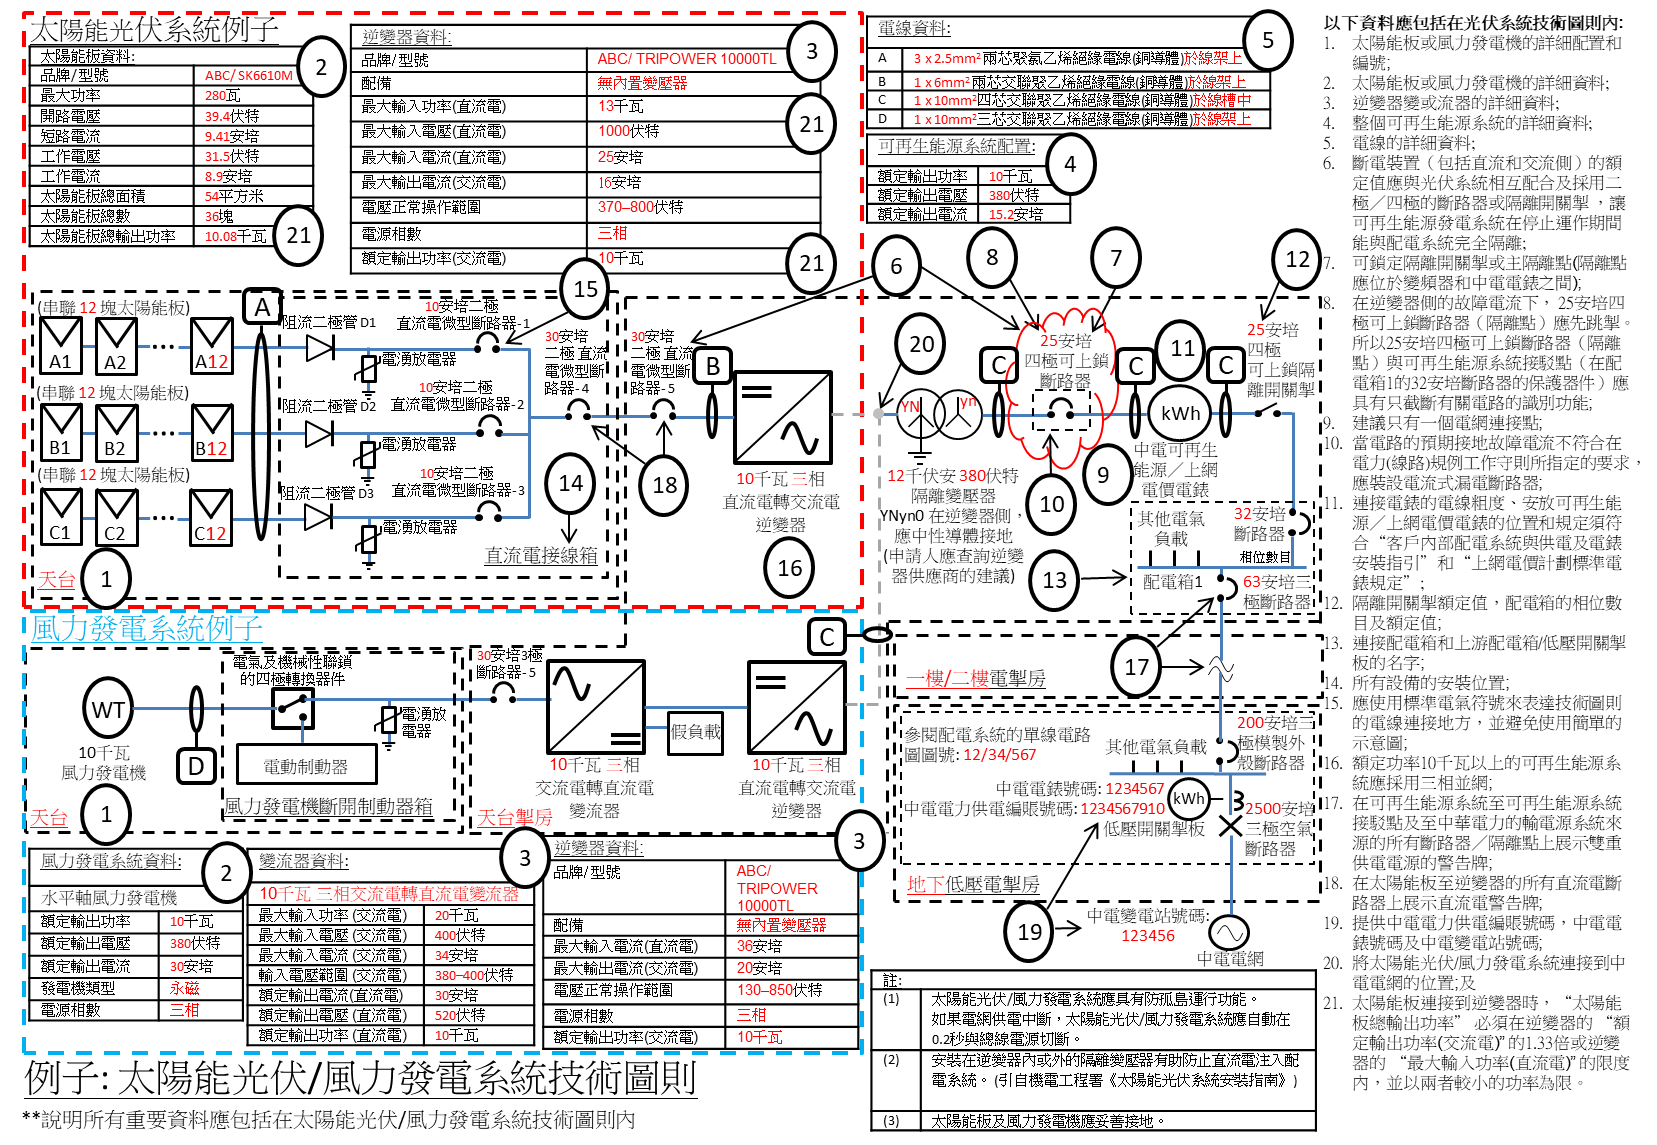 太陽能光伏系統例子
太陽能板資料:
品牌/型號 ABC/ SK6610M
最大功率 280瓦
開路電壓 39.4伏特
短路電流 9.41安培
工作電壓 31.5伏特
工作電流 8.9安培
太陽能板總面積 54平方米
太陽能板總數 36塊
太陽能板總輸出功率 10.08千瓦
2
21
逆變器資料:
品牌/型號 ABC/ TRIPOWER 10000TL
配備 無內置變壓器
最大輸入功率(直流電) 13千瓦
最大輸入電壓(直流電) 1000伏特
最大輸入電流(直流電) 25安培
最大輸出電流(交流電) 16安培
電壓正常操作範圍 370–800伏特
電源相數 三相
額定輸出功率(交流電) 10千瓦
3
21
21
電線資料:
A 3 x 2.5mm² 兩芯聚氯乙烯絕緣電線(銅導體)於線架上
B 1 x 6mm² 兩芯交聯聚乙烯絕緣電線(銅導體)於線架上
C 1 x 10mm²四芯交聯聚乙烯絕緣電線(銅導體)於線槽中
D 1 x 10mm²三芯交聯聚乙烯絕緣電線(銅導體)於線架上
5
可再生能源系統配置:
額定輸出功率 10千瓦
額定輸出電壓 380伏特
額定輸出電流 15.2安培
4
(串聯 12 塊太陽能板)
A1 A2 A12
(串聯 12 塊太陽能板)
B1 B2 B12
(串聯 12 塊太陽能板)
C1 C2 C12
天台
1
A
阻流二極管 D1
電湧放電器
10安培二極
直流電微型斷路器-1
阻流二極管 D2
電湧放電器
10安培二極
直流電微型斷路器-2
阻流二極管 D3
電湧放電器
10安培二極
直流電微型斷路器-3
15
14
直流電接線箱
30安培
二極 直流
電微型斷
路器-4
30安培
二極 直流
電微型斷
路器-5
18
B
10千瓦 三相
直流電轉交流電
逆變器
16
6
8
7
12
20
YN yn
12千伏安 380伏特
隔離變壓器
YNyn0 在逆變器側,
應中性導體接地
(申請人應查詢逆變
器供應商的建議)
C
25安培
四極可上鎖
斷路器
10
9
C
11
kWh
中電可再生
能源／上網
電價電錶
C
25安培
四極
可上鎖隔
離開關掣
其他電氣
負載
32安培
斷路器
相位數目
配電箱1
63安培三
極斷路器
13
17
一樓/二樓電掣房
參閱配電系統的單線電路
圖圖號: 12/34/567
其他電氣負載
200安培三
極模製外
殼斷路器
中電電錶號碼: 1234567
中電電力供電編賬號碼: 1234567910
kWh
低壓開關掣板
2500安培
三極空氣
斷路器
地下低壓電掣房
19
中電變電站號碼:
123456
中電電網
風力發電系統例子
WT
10千瓦
風力發電機
天台
1
D
電氣及機械性聯鎖
的四極轉換器件
電湧放
電器
電動制動器
風力發電機斷開制動器箱
30安培3極
斷路器-5
天台掣房
10千瓦 三相
交流電轉直流電
變流器
假負載
10千瓦 三相
直流電轉交流電
逆變器
C
風力發電系統資料:
水平軸風力發電機
額定輸出功率 10千瓦
額定輸出電壓 380伏特
額定輸出電流 30安培
發電機類型 永磁
電源相數 三相
2
變流器資料:
10千瓦 三相交流電轉直流電變流器
最大輸入功率 (交流電) 20千瓦
最大輸入電壓 (交流電) 400伏特
最大輸入電流 (交流電) 34安培
輸入電壓範圍 (交流電) 380–400伏特
額定輸出電流 (直流電) 30安培
額定輸出電壓 (直流電) 520伏特
額定輸出功率 (直流電) 10千瓦
3
逆變器資料:
品牌/型號 ABC/
TRIPOWER
10000TL
配備 無內置變壓器
最大輸入電流(直流電) 36安培
最大輸出電流(交流電) 20安培
電壓正常操作範圍 130–850伏特
電源相數 三相
額定輸出功率(交流電) 10千瓦
3
註:
(1) 太陽能光伏/風力發電系統應具有防孤島運行功能。
如果電網供電中斷，太陽能光伏/風力發電系統應自動在
0.2秒與總線電源切斷。
(2) 安裝在逆變器內或外的隔離變壓器有助防止直流電注入配
電系統。 (引自機電工程署《太陽能光伏系統安裝指南》)
(3) 太陽能板及風力發電機應妥善接地。
例子: 太陽能光伏/風力發電系統技術圖則
**說明所有重要資料應包括在太陽能光伏/風力發電系統技術圖則內
以下資料應包括在光伏系統技術圖則內:
1. 太陽能板或風力發電機的詳細配置和
編號;
2. 太陽能板或風力發電機的詳細資料;
3. 逆變器變或流器的詳細資料;
4. 整個可再生能源系統的詳細資料;
5. 電線的詳細資料;
6. 斷電裝置（包括直流和交流側）的額
定值應與光伏系統相互配合及採用二
極／四極的斷路器或隔離開關掣，讓
可再生能源發電系統在停止運作期間
能與配電系統完全隔離;
7. 可鎖定隔離開關掣或主隔離點(隔離點
應位於變頻器和中電電錶之間);
8. 在逆變器側的故障電流下， 25安培四
極可上鎖斷路器（隔離點）應先跳掣。
所以25安培四極可上鎖斷路器（隔離
點）與可再生能源系統接駁點（在配
電箱1的32安培斷路器的保護器件）應
具有只截斷有關電路的識別功能;
9. 建議只有一個電網連接點;
10. 當電路的預期接地故障電流不符合在
電力(線路)規例工作守則所指定的要求，
應裝設電流式漏電斷路器;
11. 連接電錶的電線粗度、安放可再生能
源／上網電價電錶的位置和規定須符
合“客戶內部配電系統與供電及電錶
安裝指引”和“上網電價計劃標準電
錶規定”;
12. 隔離開關掣額定值，配電箱的相位數
目及額定值;
13. 連接配電箱和上游配電箱/低壓開關掣
板的名字;
14. 所有設備的安裝位置;
15. 應使用標準電氣符號來表達技術圖則
的電線連接地方，並避免使用簡單的
示意圖;
16. 額定功率10千瓦以上的可再生能源系
統應採用三相並網;
17. 在可再生能源系統至可再生能源系統
接駁點及至中華電力的輸電源系統來
源的所有斷路器／隔離點上展示雙重
供電電源的警告牌;
18. 在太陽能板至逆變器的所有直流電斷
路器上展示直流電警告牌;
19. 提供中電電力供電編賬號碼，中電電
錶號碼及中電變電站號碼;
20. 將太陽能光伏/風力發電系統連接到中
電電網的位置;及
21. 太陽能板連接到逆變器時，“太陽能
板總輸出功率” 必須在逆變器的 “額
定輸出功率(交流電)”的1.33倍或逆變
器的 “最大輸入功率(直流電)”的限度
內，並以兩者較小的功率為限。